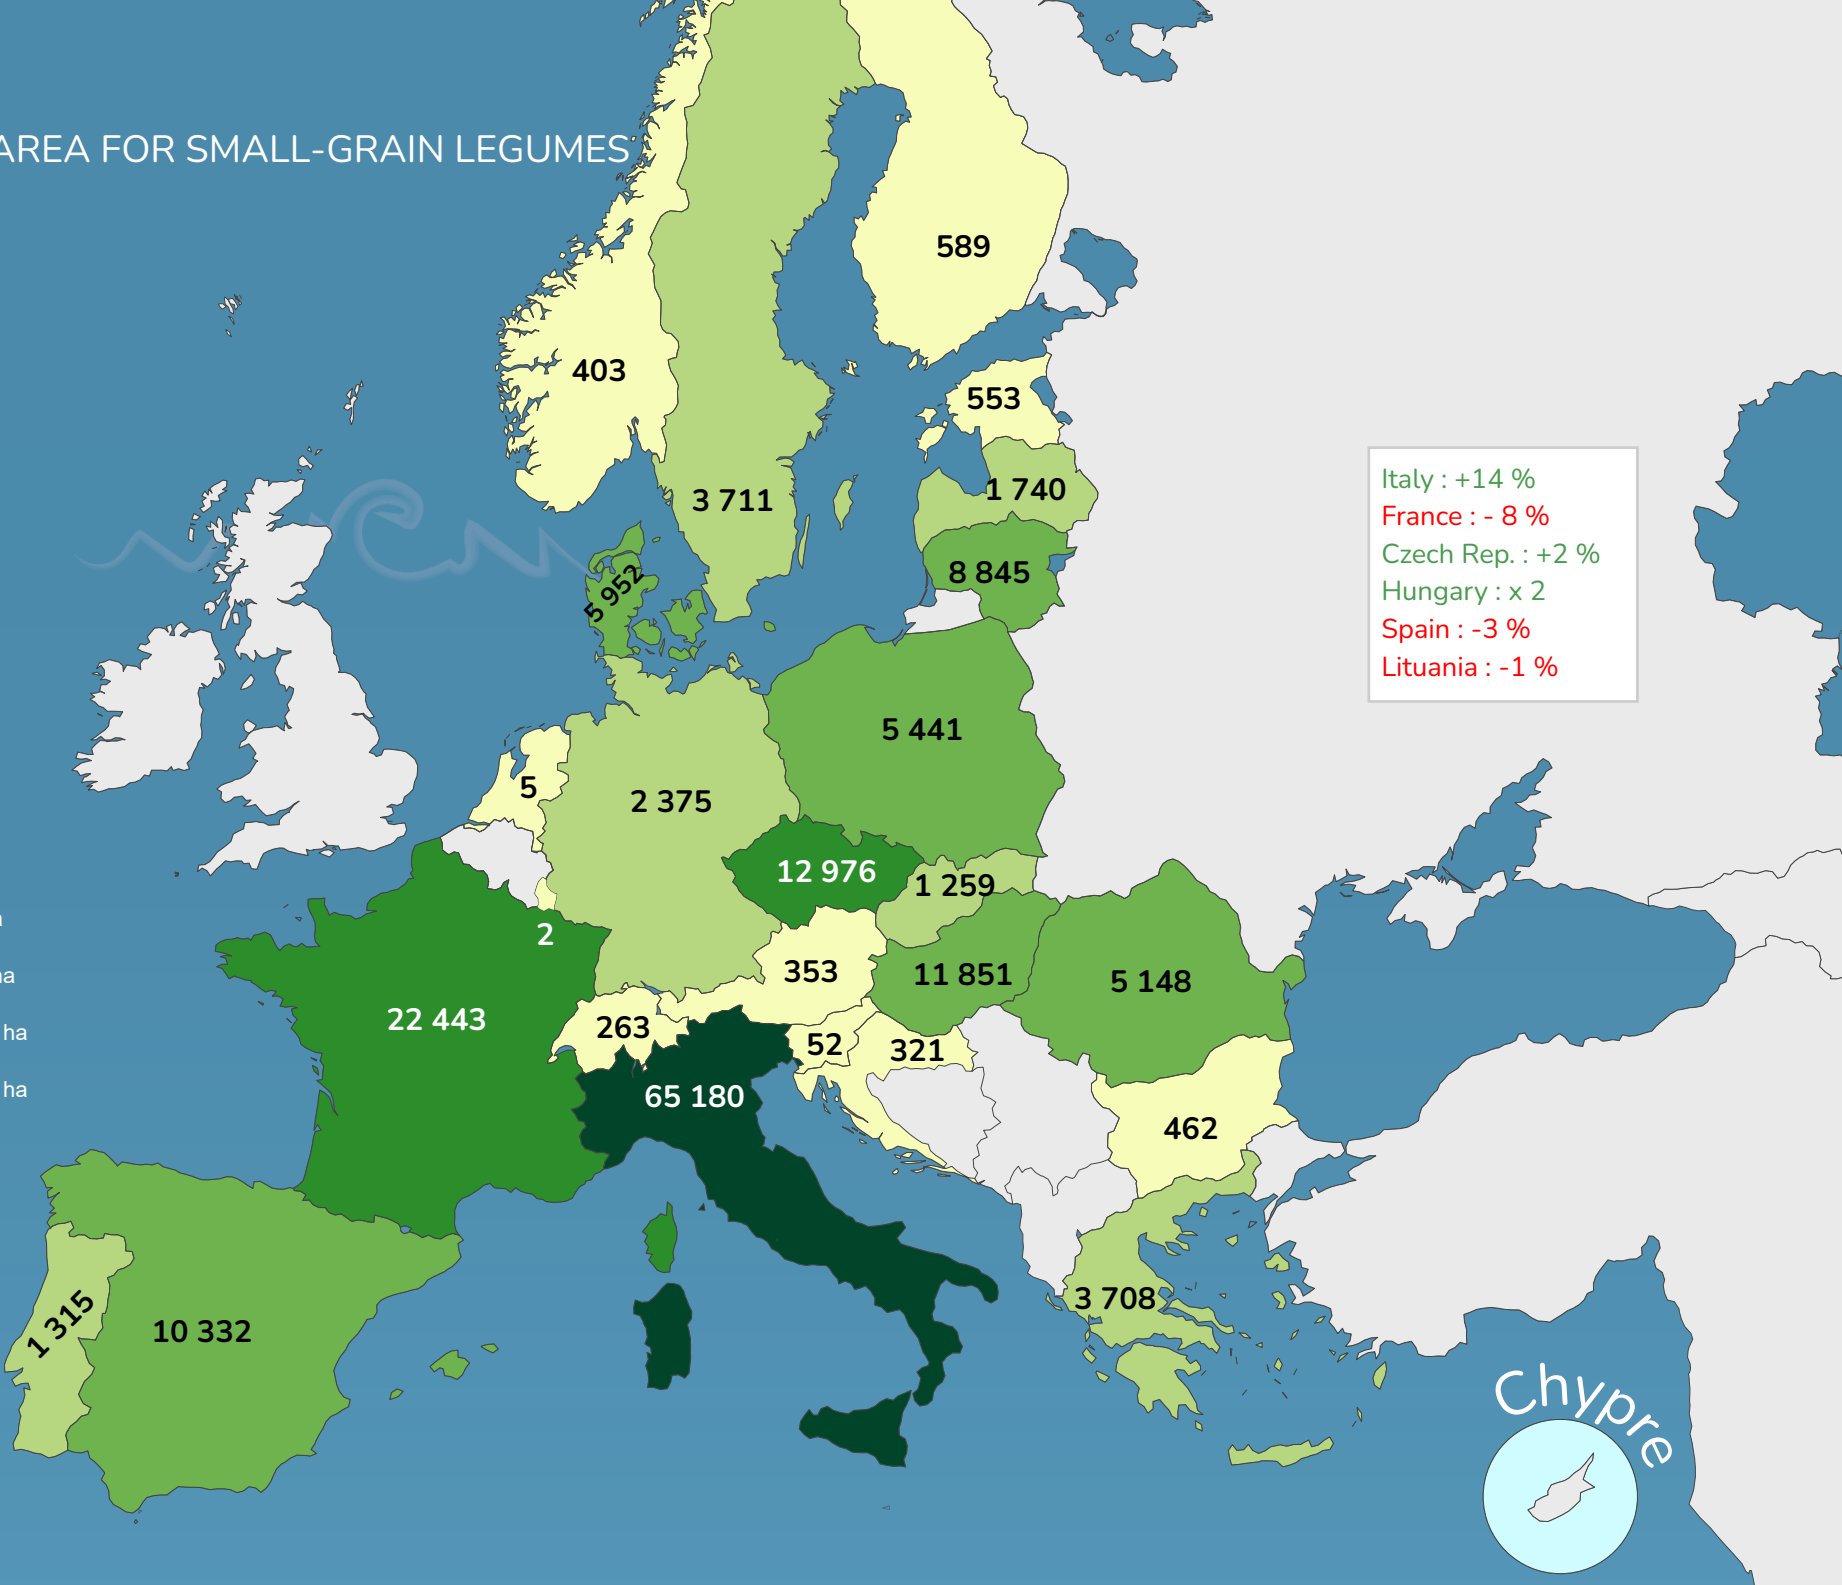 AREA FOR SMALL-GRAIN LEGUMES
589
403
553
Italy : +14 %
France : - 8 %
Czech Rep. : +2 %
Hungary : x 2
Spain : -3 %
Lituania : -1 %
1 740
3 711
8 845
5 952
5 441
5
2 375
12 976
1 259
ha
2
353
11 851
5 148
22 443
263
52
321
ha
ha
65 180
462
3 708
1 315
10 332
Chypre